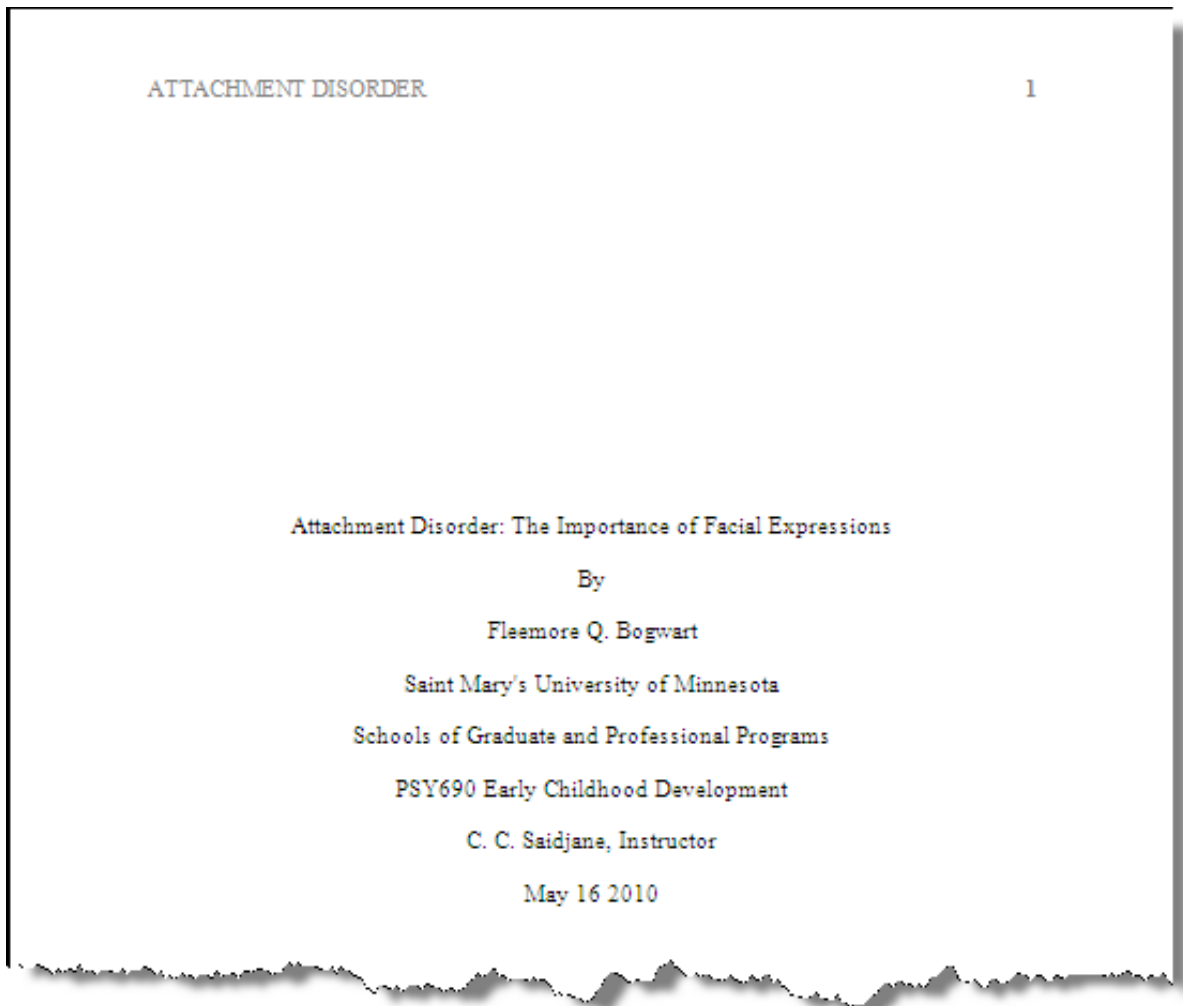 ATTACHMENT DISORDER 1
Attachment Disorder: The Importance of Facial Expressions
By
Fleemore Q. Bogwart
Saint Mary's University of Minnesota
Schools of Graduate and Professional Programs
PSY690 Early Childhood Development
C. C. Saidjane, Instructor
May 16 2010